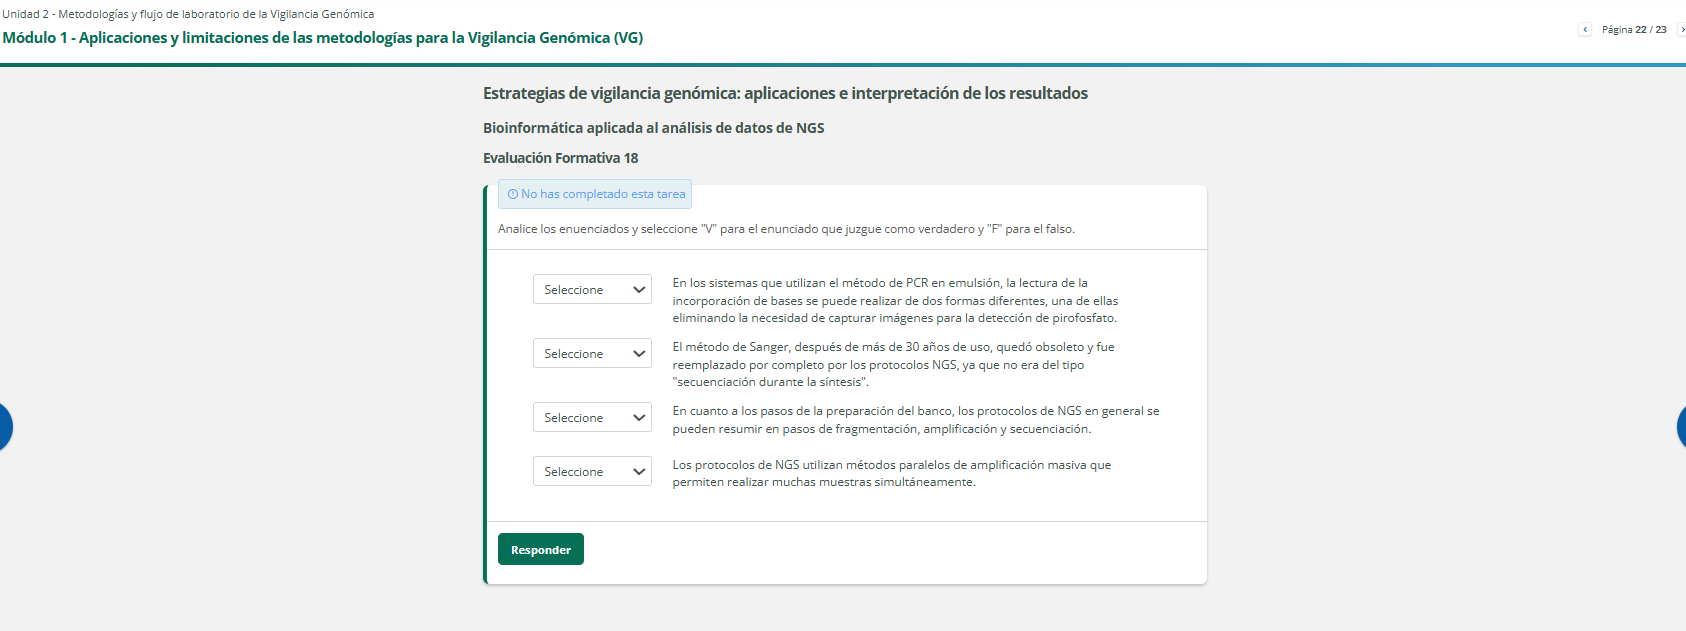 Unidad 2 - Metodologías y flujo de laboratorio de la Vigilancia Genómica
Módulo 1 - Aplicaciones y limitaciones de las metodologías para la Vigilancia Genómica (VG)
Página 22 / 23
Estrategias de vigilancia genómica: aplicaciones e interpretación de los resultados
Bioinformática aplicada al análisis de datos de NGS
Evaluación Formativa 18
No has completado esta tarea
Analice los enuenciados y seleccione "V" para el enunciado que juzgue como verdadero y "F" para el falso.
Seleccione
En los sistemas que utilizan el método de PCR en emulsión, la lectura de la
incorporación de bases se puede realizar de dos formas diferentes, una de ellas
eliminando la necesidad de capturar imágenes para la detección de pirofosfato.
Seleccione
El método de Sanger, después de más de 30 años de uso, quedó obsoleto y fue
reemplazado por completo por los protocolos NGS, ya que no era del tipo
"secuenciación durante la síntesis".
Seleccione
En cuanto a los pasos de la preparación del banco, los protocolos de NGS en general se
pueden resumir en pasos de fragmentación, amplificación y secuenciación.
Seleccione
Los protocolos de NGS utilizan métodos paralelos de amplificación masiva que
permiten realizar muchas muestras simultáneamente.
Responder